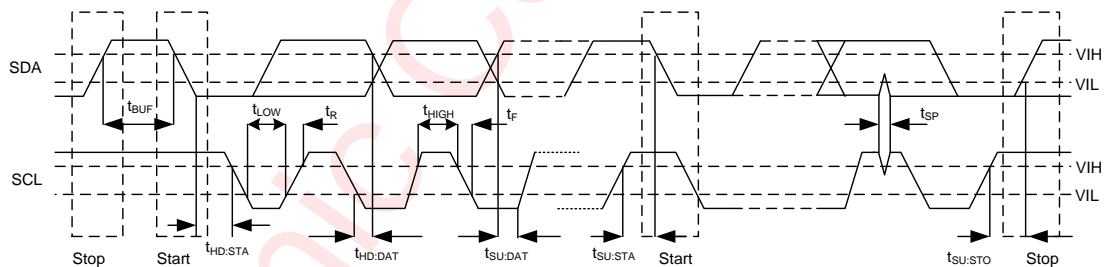 SDA
VIH
VIL
tBUF
tLOW
tR
tHIGH
tF
tSP
SCL
VIH
VIL
tHD:STA
tHD:DAT
tSU:DAT
tSU:STA
tSU:STO
Stop
Start
Start
Stop